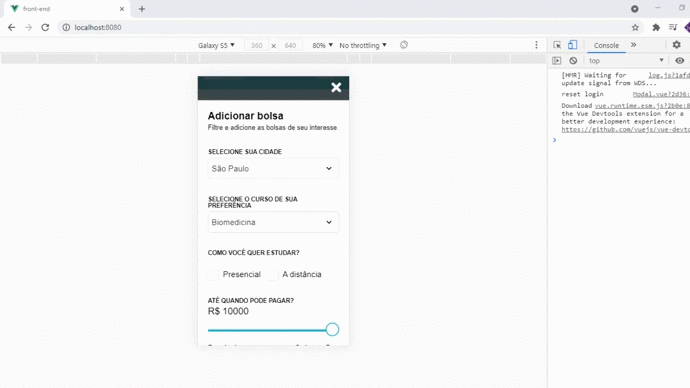 front-end
localhost:8080
Galaxy S5 ▼ 360 × 640 80% ▼ No throttling ▼
Console
top
[HMR] Waiting for update signal from WDS... log.js?1afd
reset login Modal.vue?2d36:
Download the Vue Devtools extension for a better development experience: vue.runtime.esm.js?2b0e:8
https://github.com/vuejs/vue-devto
Adicionar bolsa
Filtre e adicione as bolsas de seu interesse
SELECIONE SUA CIDADE
São Paulo
SELECIONE O CURSO DE SUA
PREFERÊNCIA
Biomedicina
COMO VOCÊ QUER ESTUDAR?
Presencial A distância
ATÉ QUANDO PODE PAGAR?
R$ 10000